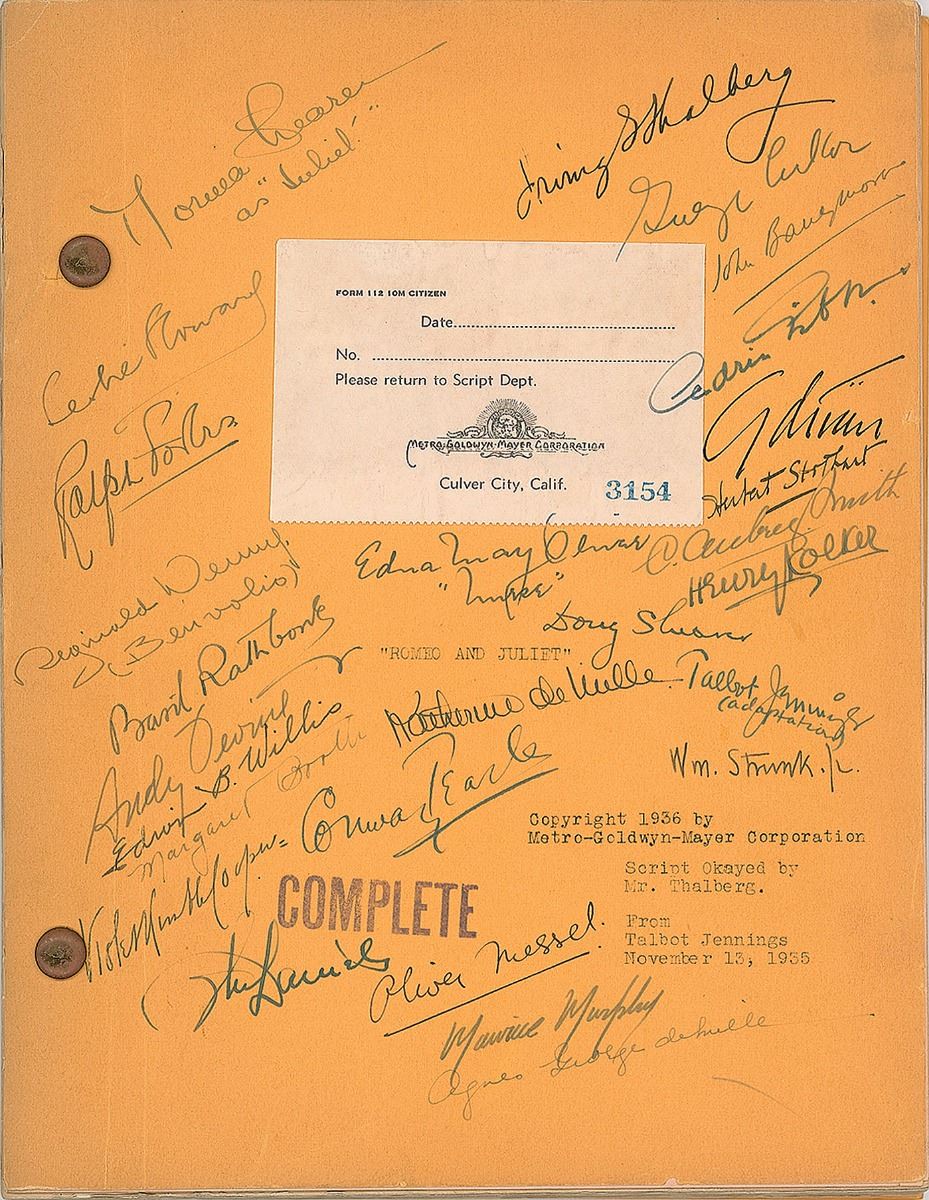 Norma Shearer
as "Juliet."
Irving G Thalberg
George Cukor
John Barrymore
FORM 112 10M CITIZEN
Date
No.
Please return to Script Dept.
METRO-GOLDWYN-MAYER CORPORATION
Culver City, Calif.
3154
Leslie Howard
Cedric Gibbons
Ralph Forbes
Adrian
Herbert Stothart
C. Aubrey Smith
Henry Kolker
Edna May Oliver
"Nurse"
Reginald Denny.
(Benvolio)
Doug Shearer
"ROMEO AND JULIET"
Basil Rathbone
Katherine de Mille
Talbot Jennings
(adaptation)
Andy Devine
Edwin B. Willis
Margaret Booth
Wm. Strunk. Jr.
Conway Tearle
Violet Kemble Cooper
Copyright 1936 by
Metro-Goldwyn-Mayer Corporation
Script Okayed by
Mr. Thalberg.
COMPLETE
From
Talbot Jennings
November 13, 1935
Daniels
Oliver Messel.
Maurice Murphy
Agnes George deMille